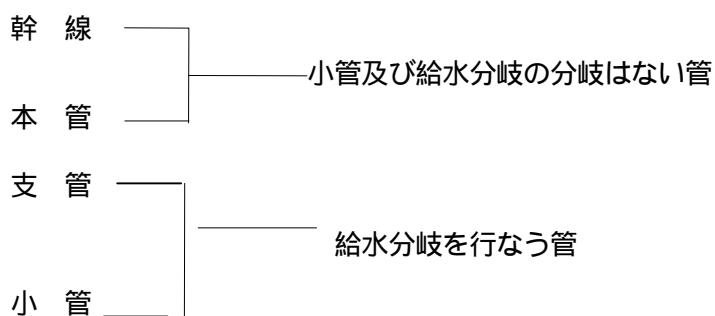 幹　線
小管及び給水分岐の分岐はない管
本　管
支　管
給水分岐を行なう管
小　管